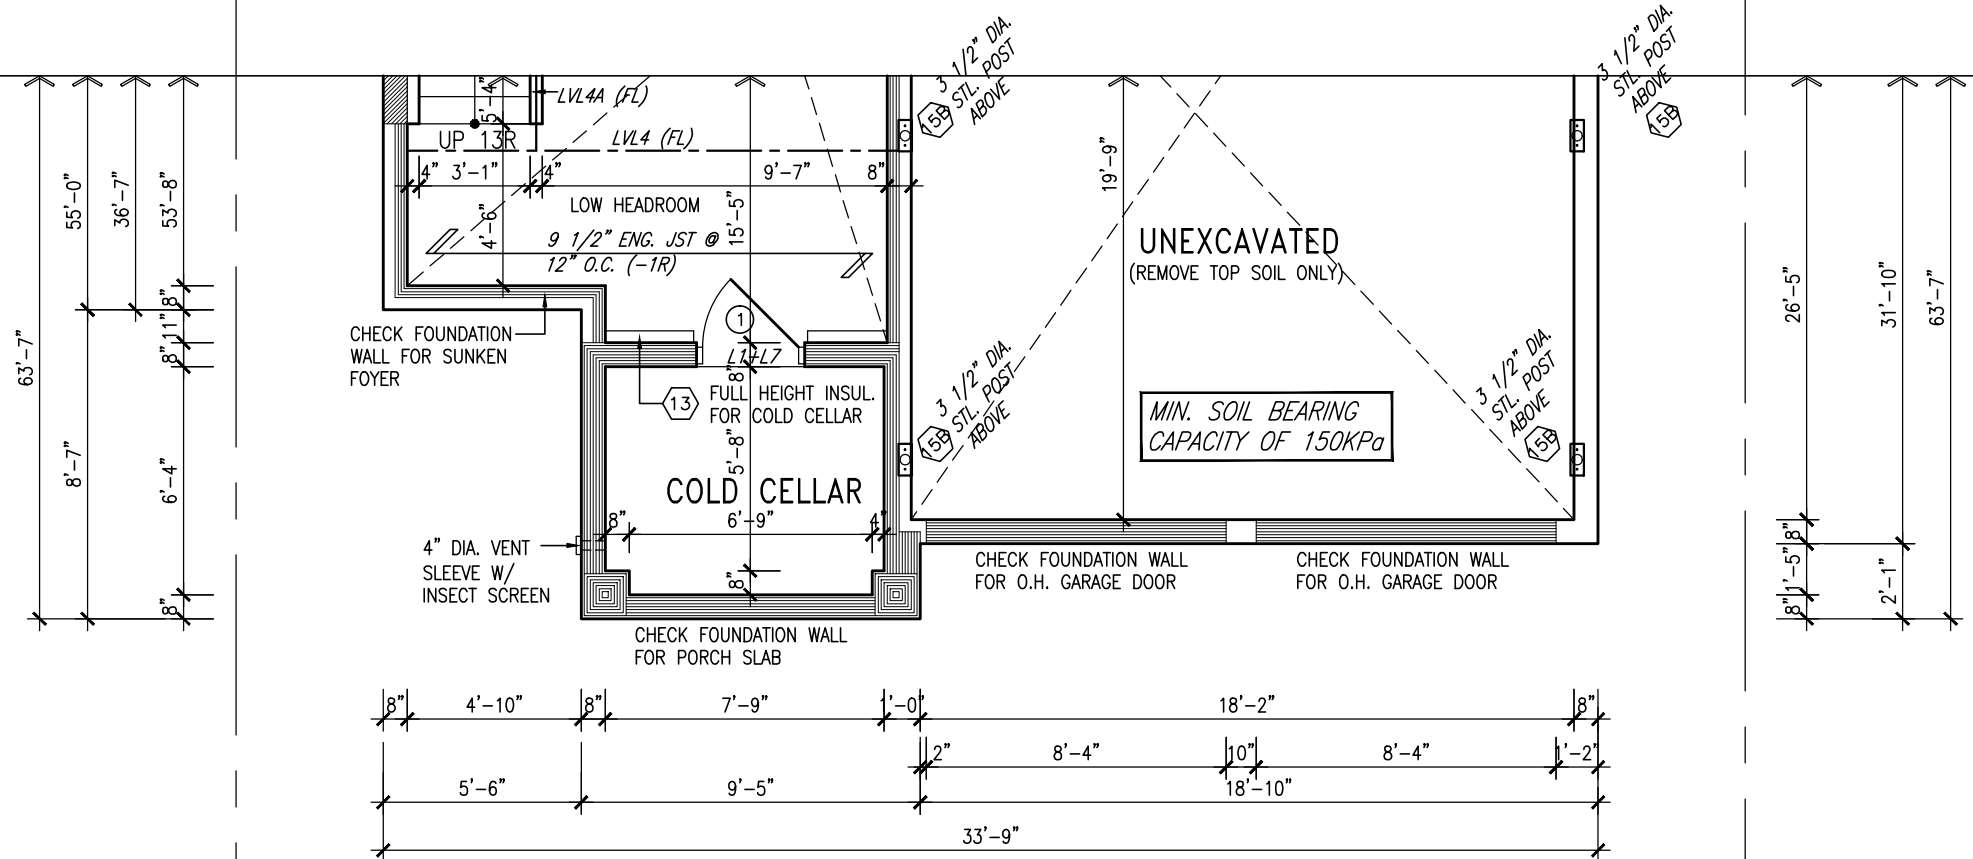 3 1/2" DIA.
STL. POST
ABOVE
15B
3 1/2" DIA.
STL. POST
ABOVE
15B
5'-4"
LVL4A (FL)
UP 13R
LVL4 (FL)
4"
3'-1"
4"
9'-7"
8"
19'-9"
55'-0"
36'-7"
53'-8"
4'-6"
15'-5"
LOW HEADROOM
9 1/2" ENG. JST @
12" O.C. (-1R)
UNEXCAVATED
(REMOVE TOP SOIL ONLY)
8"
11"
8"
63'-7"
26'-5"
31'-10"
63'-7"
CHECK FOUNDATION
WALL FOR SUNKEN
FOYER
1
L1+L7
8"
13
FULL HEIGHT INSUL.
FOR COLD CELLAR
3 1/2" DIA.
STL. POST
ABOVE
15B
3 1/2" DIA.
STL. POST
ABOVE
15B
MIN. SOIL BEARING
CAPACITY OF 150KPa
8'-7"
6'-4"
5'-8"
COLD CELLAR
8"
6'-9"
4"
4" DIA. VENT
SLEEVE W/
INSECT SCREEN
8"
8"
CHECK FOUNDATION WALL
FOR O.H. GARAGE DOOR
CHECK FOUNDATION WALL
FOR O.H. GARAGE DOOR
8"
1'-5"
8"
2'-1"
CHECK FOUNDATION WALL
FOR PORCH SLAB
8"
4'-10"
8"
7'-9"
1'-0"
18'-2"
8"
2"
8'-4"
10"
8'-4"
1'-2"
5'-6"
9'-5"
18'-10"
33'-9"